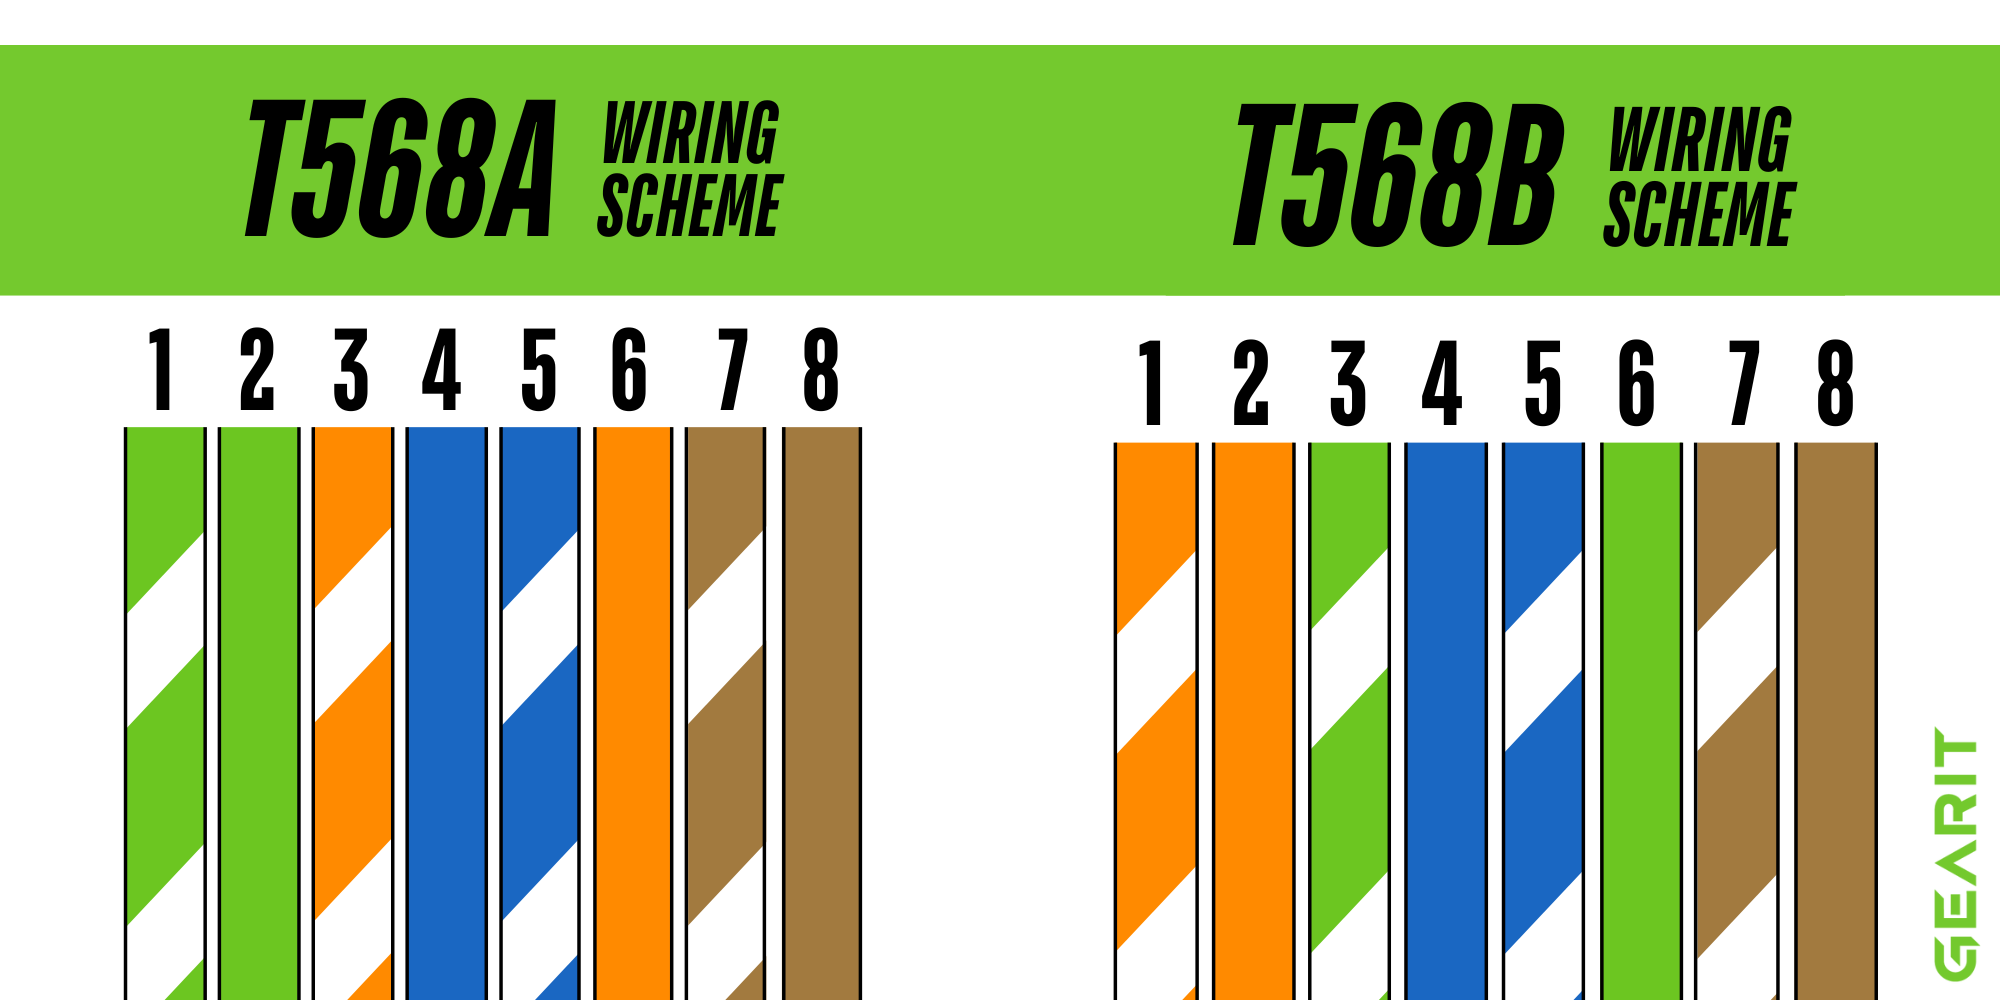 T568A WIRING
SCHEME
T568B WIRING
SCHEME
1 2 3 4 5 6 7 8
1 2 3 4 5 6 7 8
GEARIT